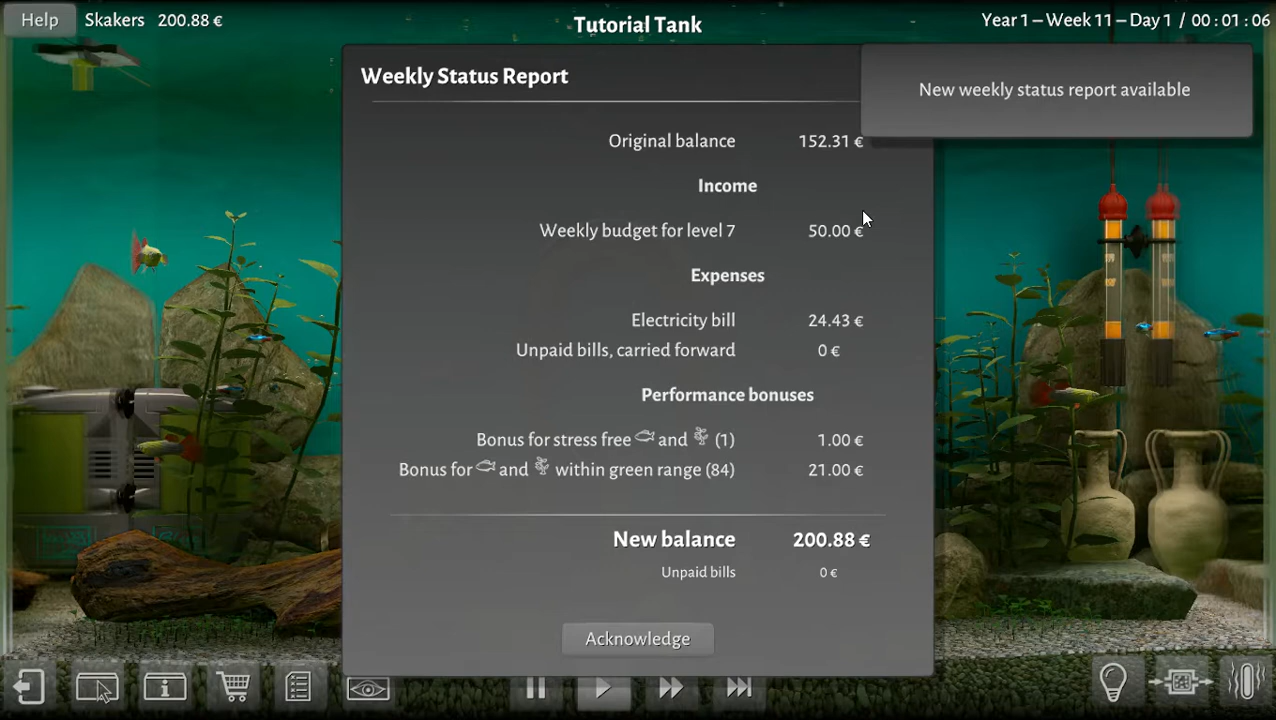 Help Skakers 200.88 € Tutorial Tank Year 1 – Week 11 – Day 1 / 00 : 01 : 06
Weekly Status Report
New weekly status report available
Original balance 152.31 €
Income
Weekly budget for level 7 50.00 €
Expenses
Electricity bill 24.43 €
Unpaid bills, carried forward 0 €
Performance bonuses
Bonus for stress free and (1) 1.00 €
Bonus for and within green range (84) 21.00 €
New balance 200.88 €
Unpaid bills 0 €
Acknowledge